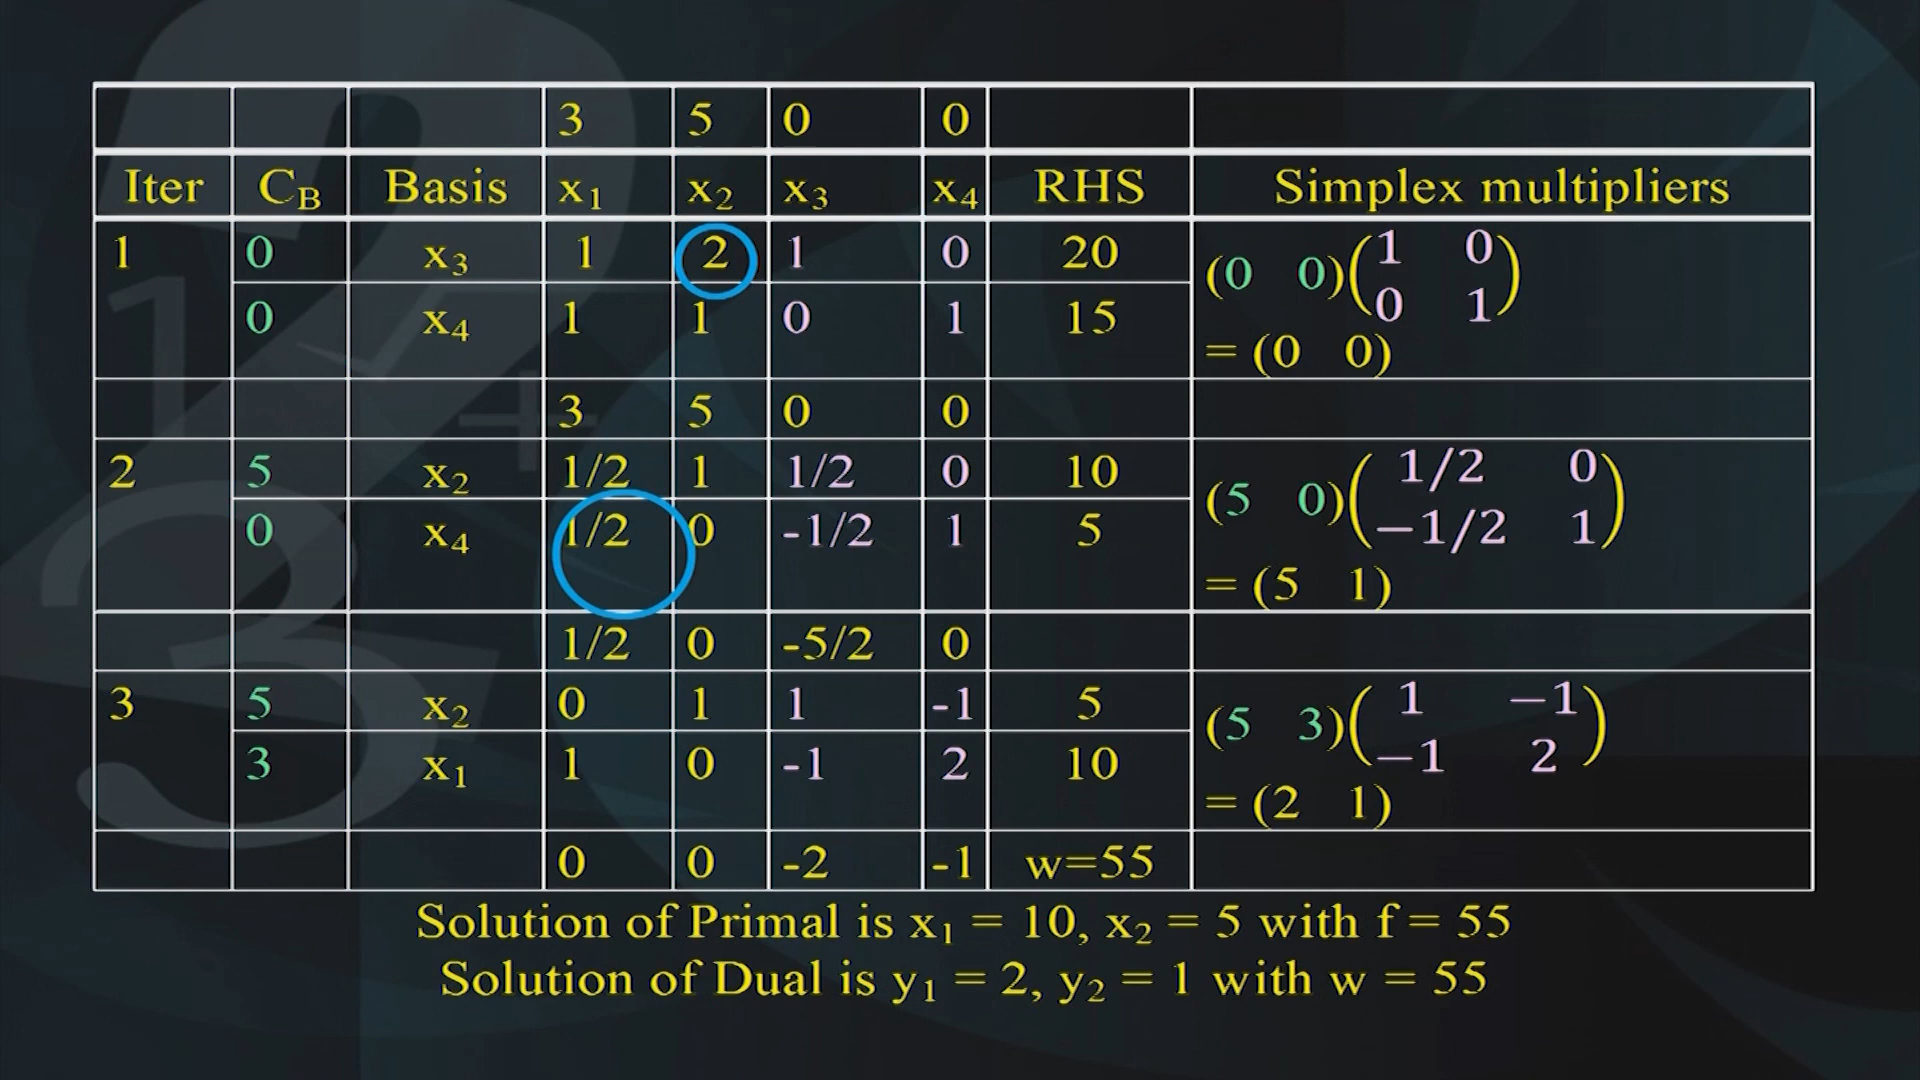 3 5 0 0
Iter C_B Basis x₁ x₂ x₃ x₄ RHS Simplex multipliers
1 0 x₃ 1 2 1 0 20 (0 0)(1 0
0 x₄ 1 1 0 1 15 0 1)
= (0 0)
3 5 0 0
2 5 x₂ 1/2 1 1/2 0 10 (5 0)(1/2 0
0 x₄ 1/2 0 -1/2 1 5 −1/2 1)
= (5 1)
1/2 0 -5/2 0
3 5 x₂ 0 1 1 -1 5 (5 3)(1 −1
3 x₁ 1 0 -1 2 10 −1 2)
= (2 1)
0 0 -2 -1 w=55
Solution of Primal is x₁ = 10, x₂ = 5 with f = 55
Solution of Dual is y₁ = 2, y₂ = 1 with w = 55